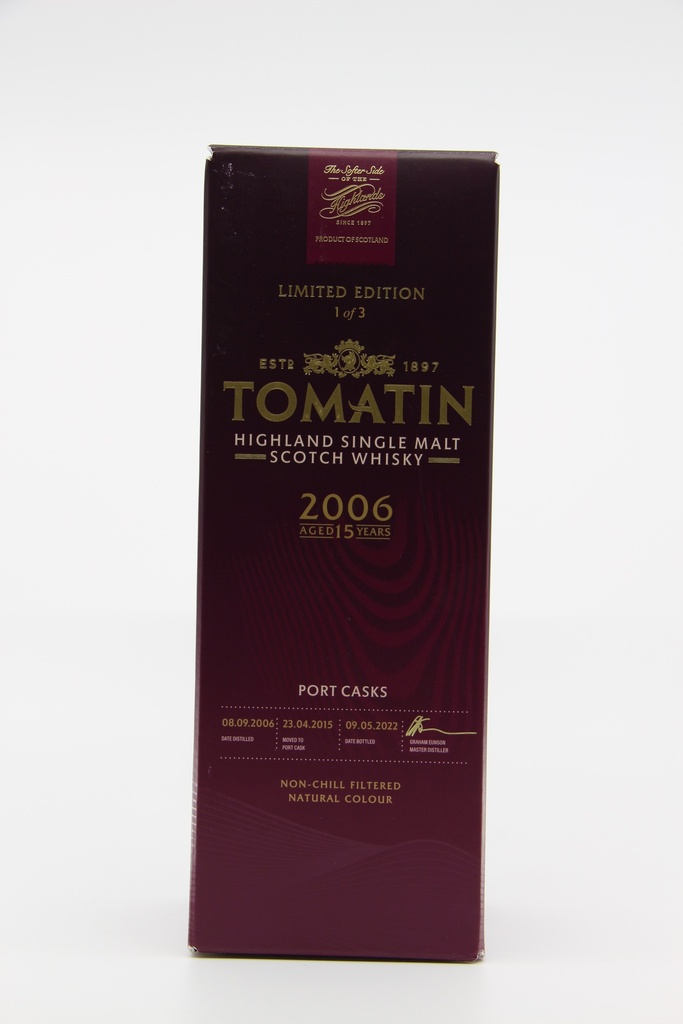 The Softer Side
OF THE
Highlands
SINCE 1897
PRODUCT OF SCOTLAND
LIMITED EDITION
1 of 3
ESTD 1897
TOMATIN
HIGHLAND SINGLE MALT
SCOTCH WHISKY
2006
AGED 15 YEARS
PORT CASKS
08.09.2006 23.04.2015 09.05.2022
DATE DISTILLED MOVED TO DATE BOTTLED GRAHAM EUNSON
PORT CASK MASTER DISTILLER
NON-CHILL FILTERED
NATURAL COLOUR